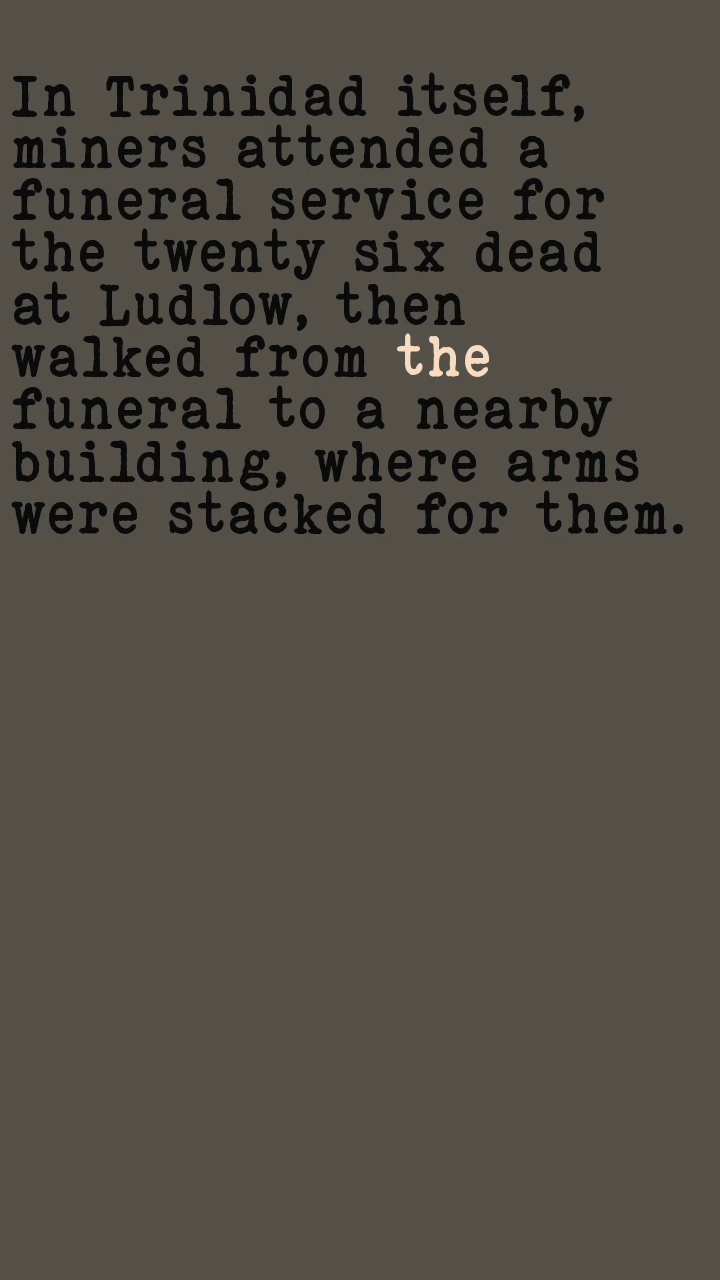 In Trinidad itself,
miners attended a
funeral service for
the twenty six dead
at Ludlow, then
walked from the
funeral to a nearby
building, where arms
were stacked for them.